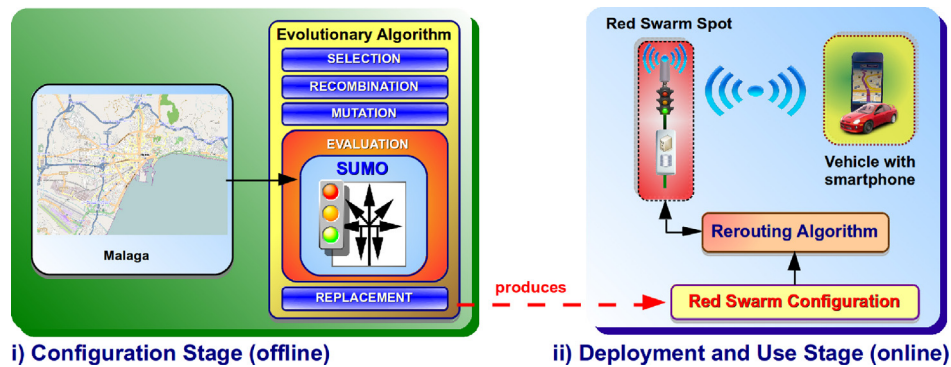 Evolutionary Algorithm
SELECTION
RECOMBINATION
MUTATION
EVALUATION
SUMO
Malaga
REPLACEMENT
i) Configuration Stage (offline)
produces
Red Swarm Spot
Vehicle with
smartphone
Rerouting Algorithm
Red Swarm Configuration
ii) Deployment and Use Stage (online)